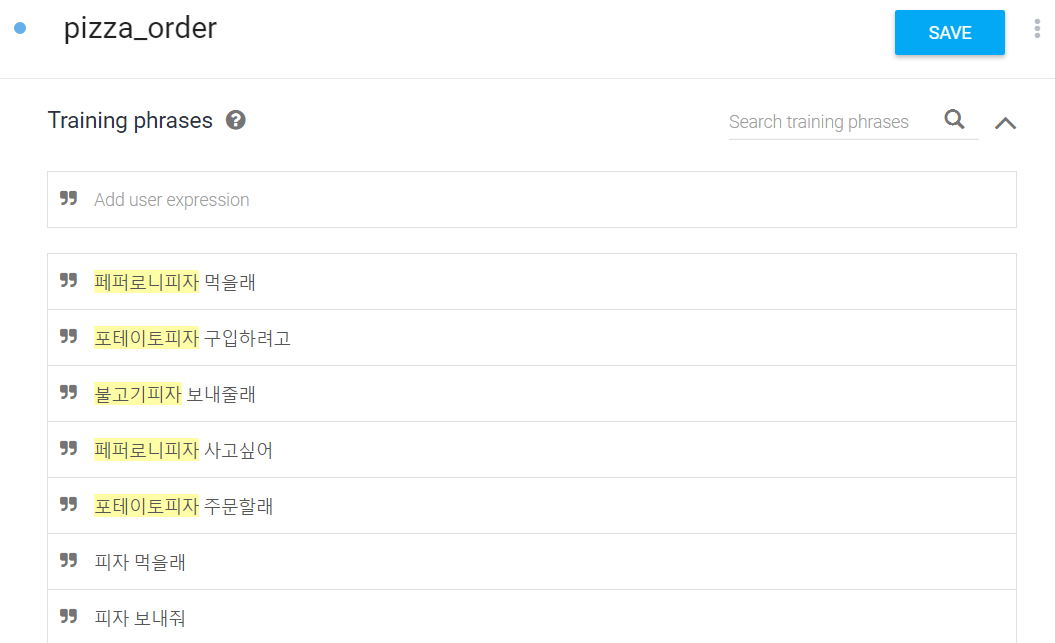 pizza_order
SAVE
Training phrases
Search training phrases
Add user expression
페퍼로니피자 먹을래
포테이토피자 구입하려고
불고기피자 보내줄래
페퍼로니피자 사고싶어
포테이토피자 주문할래
피자 먹을래
피자 보내줘